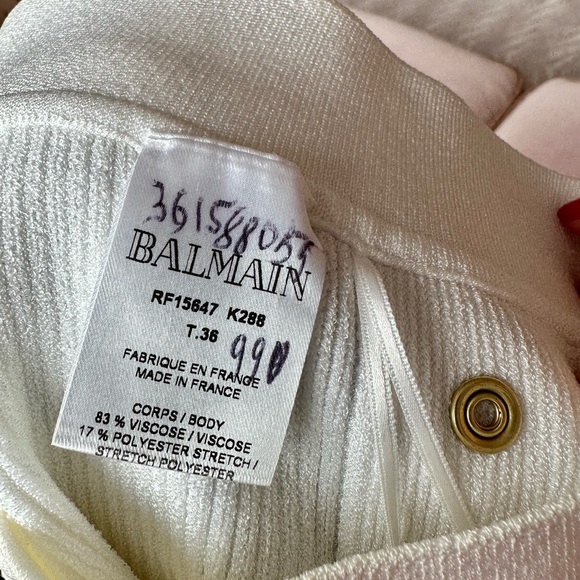 BALMAIN
RF15647 K288
T.36
990
FABRIQUE EN FRANCE
MADE IN FRANCE
CORPS / BODY
83 % VISCOSE / VISCOSE
17 % POLYESTER STRETCH /
STRETCH POLYESTER